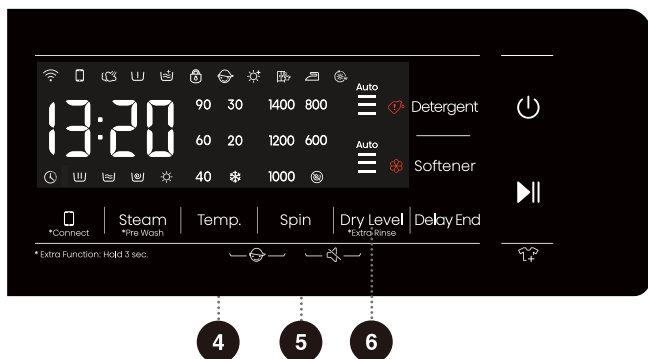 Auto
90 30 1400 800
13:20 Detergent
60 20 1200 600
Auto
Softener
40 1000
Steam Temp. Spin Dry Level Delay End
*Connect *Pre Wash *Extra Rinse
* Extra Function: Hold 3 sec.
4 5 6